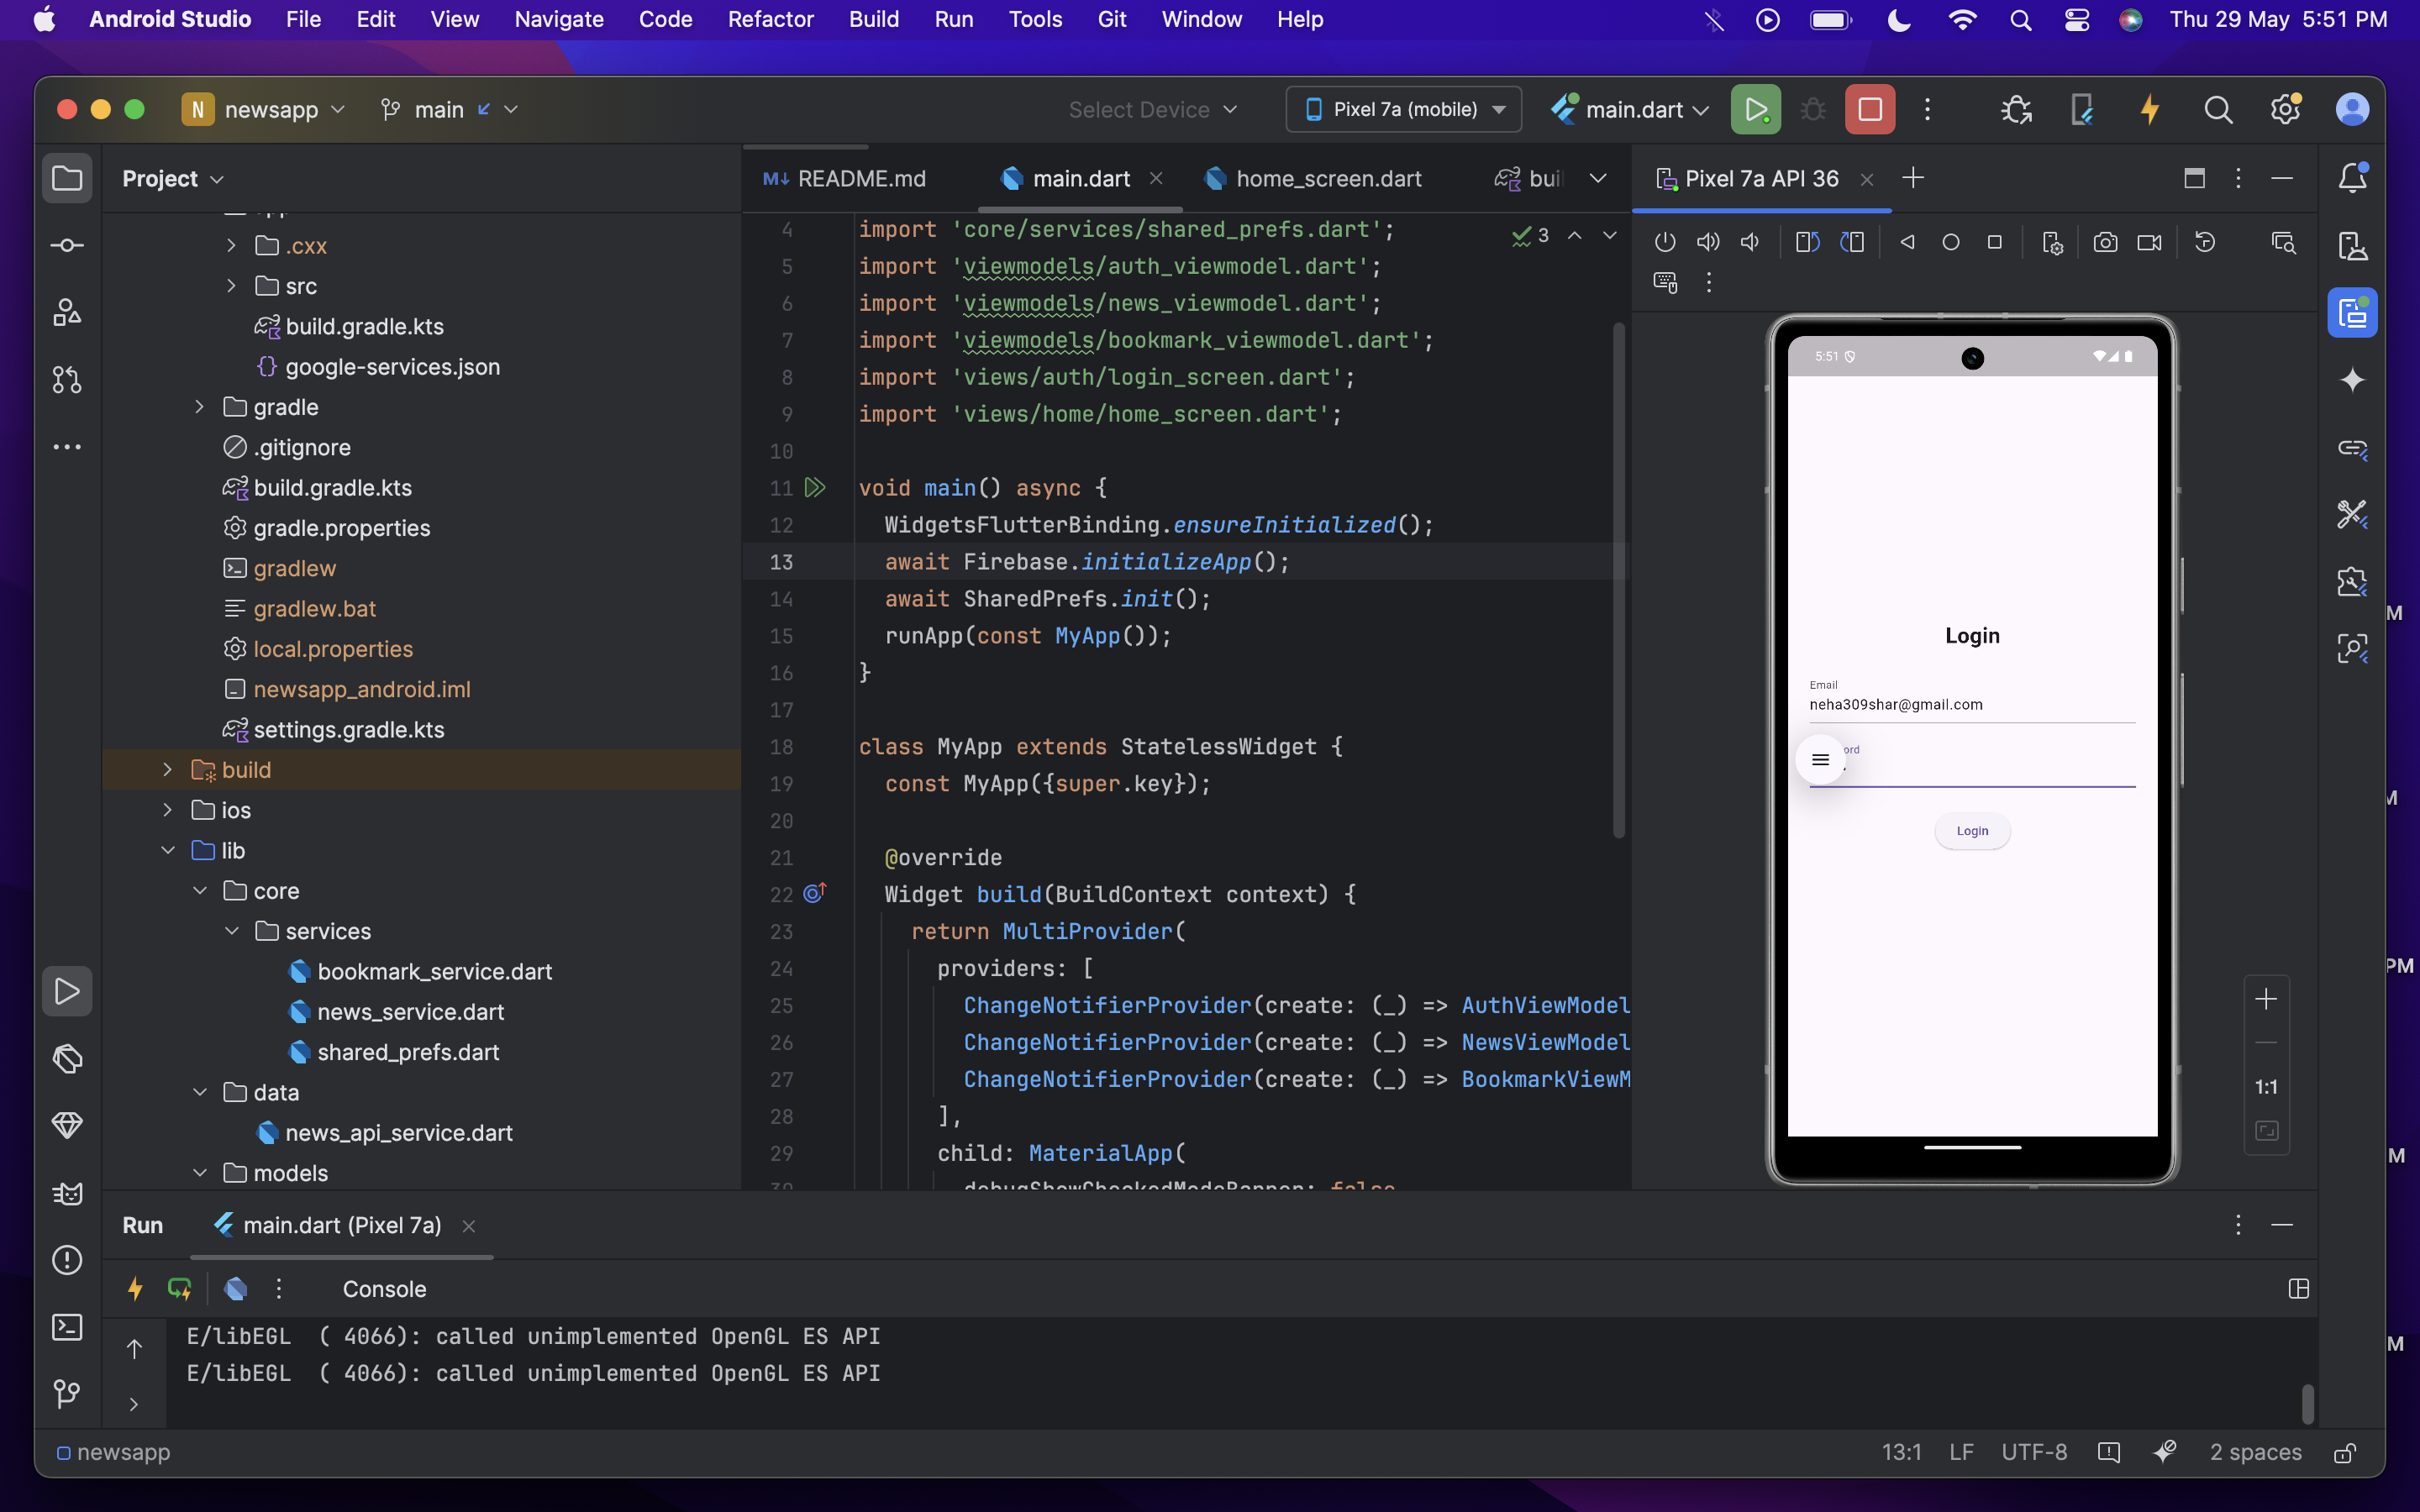 Android Studio File Edit View Navigate Code Refactor Build Run Tools Git Window Help Thu 29 May 5:51 PM
N newsapp main Select Device Pixel 7a (mobile) main.dart
Project
.cxx
src
build.gradle.kts
google-services.json
gradle
.gitignore
build.gradle.kts
gradle.properties
gradlew
gradlew.bat
local.properties
newsapp_android.iml
settings.gradle.kts
build
ios
lib
core
services
bookmark_service.dart
news_service.dart
shared_prefs.dart
data
news_api_service.dart
models
M↓ README.md main.dart home_screen.dart buil
3
4 import 'core/services/shared_prefs.dart';
5 import 'viewmodels/auth_viewmodel.dart';
6 import 'viewmodels/news_viewmodel.dart';
7 import 'viewmodels/bookmark_viewmodel.dart';
8 import 'views/auth/login_screen.dart';
9 import 'views/home/home_screen.dart';
10
11 void main() async {
12 WidgetsFlutterBinding.ensureInitialized();
13 await Firebase.initializeApp();
14 await SharedPrefs.init();
15 runApp(const MyApp());
16 }
17
18 class MyApp extends StatelessWidget {
19 const MyApp({super.key});
20
21 @override
22 Widget build(BuildContext context) {
23 return MultiProvider(
24 providers: [
25 ChangeNotifierProvider(create: (_) => AuthViewModel
26 ChangeNotifierProvider(create: (_) => NewsViewModel
27 ChangeNotifierProvider(create: (_) => BookmarkViewM
28 ],
29 child: MaterialApp(
30 debugShowCheckedModeBanner: false
Pixel 7a API 36
5:51
Login
Email
neha309shar@gmail.com
ord
Login
1:1
M
M
PM
M
M
Run main.dart (Pixel 7a)
Console
E/libEGL ( 4066): called unimplemented OpenGL ES API
E/libEGL ( 4066): called unimplemented OpenGL ES API
newsapp 13:1 LF UTF-8 2 spaces